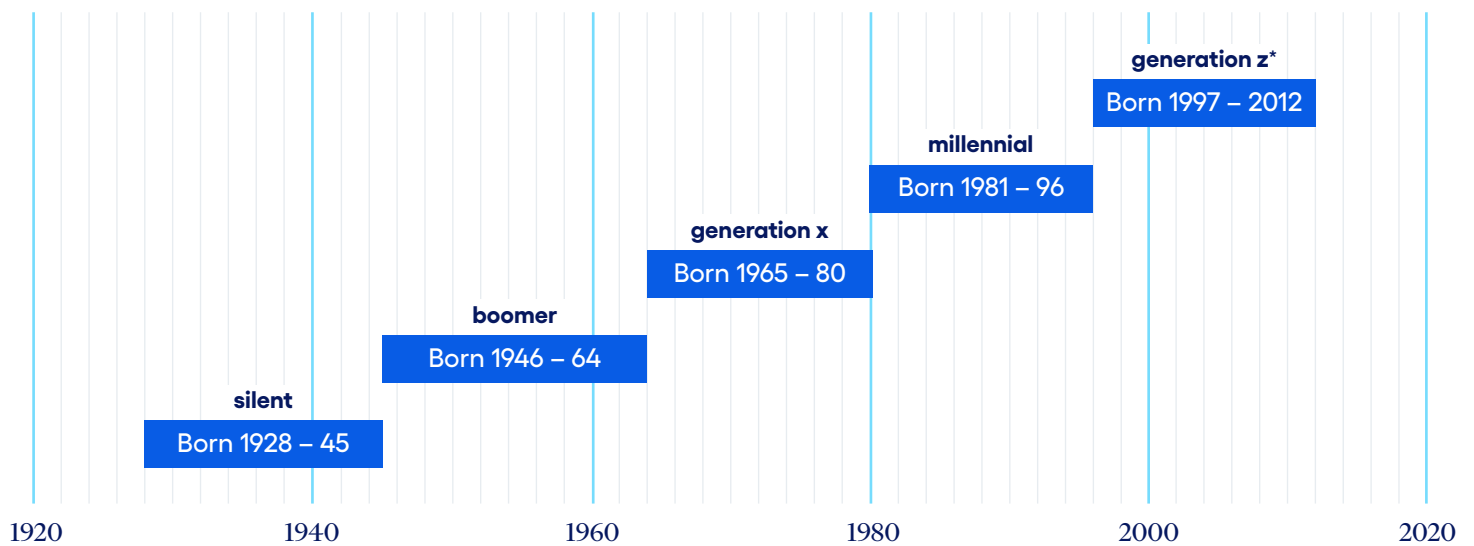 generation z*
Born 1997 – 2012
millennial
Born 1981 – 96
generation x
Born 1965 – 80
boomer
Born 1946 – 64
silent
Born 1928 – 45
1920 1940 1960 1980 2000 2020